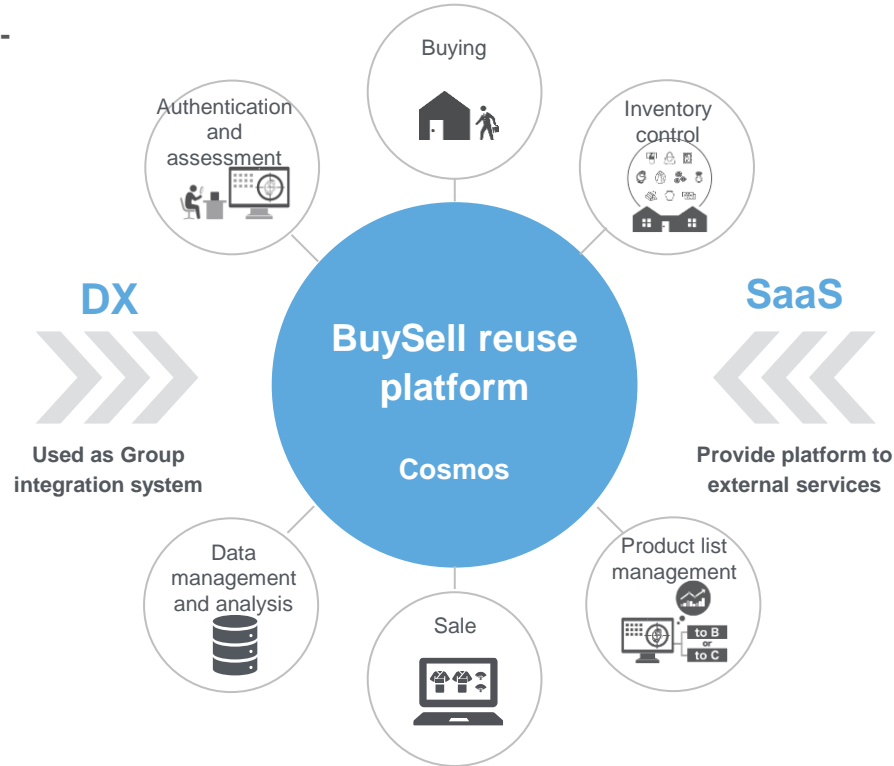 -
Buying
Authentication
and
assessment
Inventory
control
DX
SaaS
BuySell reuse
platform
Cosmos
Used as Group
integration system
Provide platform to
external services
Data
management
and analysis
Product list
management
to B
or
to C
Sale